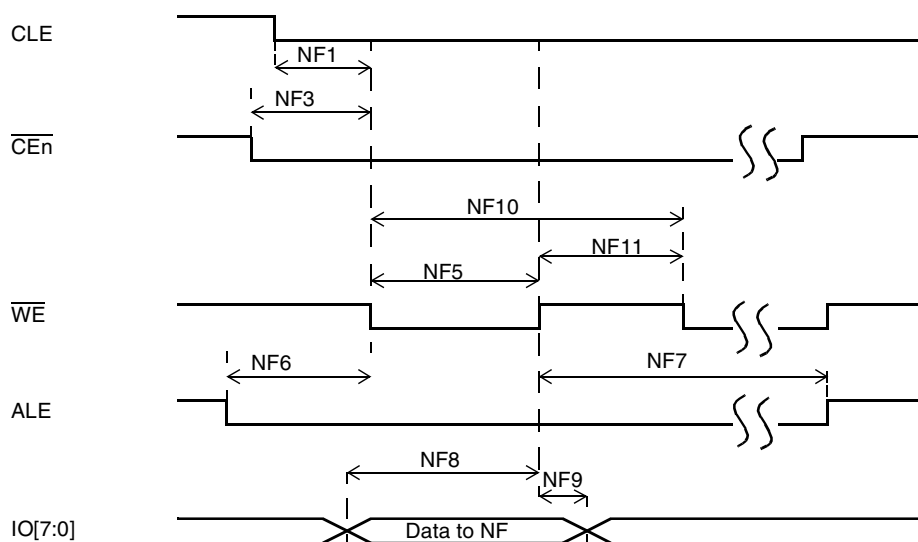 CLE
NF1
NF3
CEn
NF10
NF11
NF5
WE
NF6
NF7
ALE
NF8
NF9
IO[7:0]
Data to NF